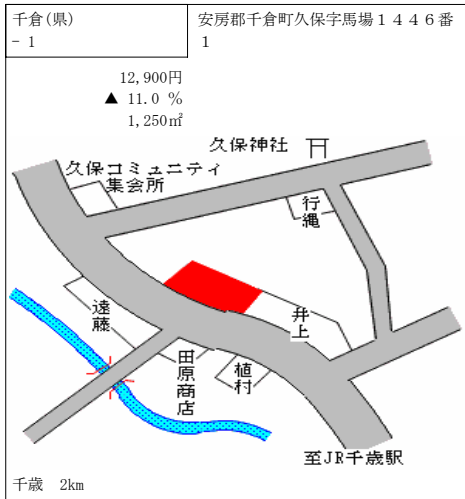 千倉(県)
- 1
安房郡千倉町久保字馬場１４４６番
1
12,900円
▲ 11.0 %
1,250㎡
久保神社
久保コミュニティ
集会所
行縄
遠藤
井上
田原商店
植村
至JR千歳駅
千歳 2km